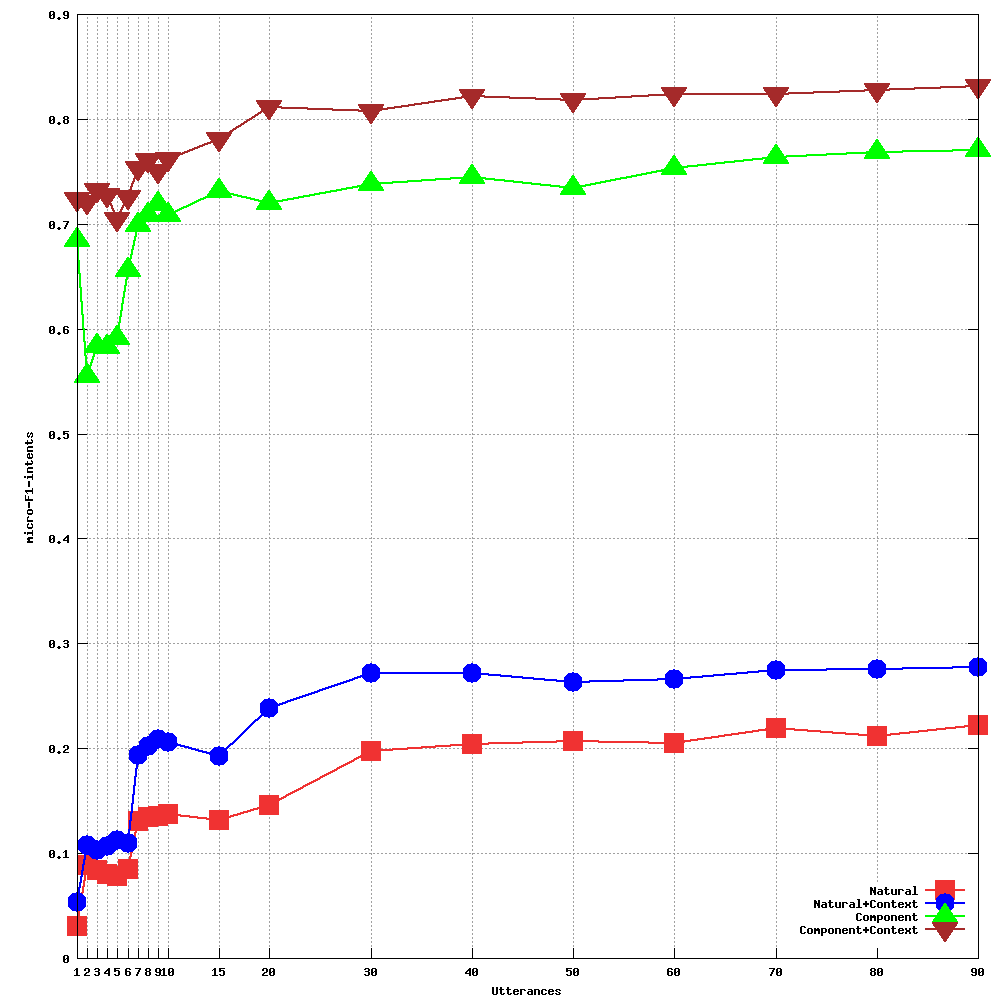 0.9
0.8
0.7
0.6
0.5
0.4
0.3
0.2
0.1
0
micro-F1-intents
Natural
Natural+Context
Component
Component+Context
1 2 3 4 5 6 7 8 9 10 15 20 30 40 50 60 70 80 90
Utterances